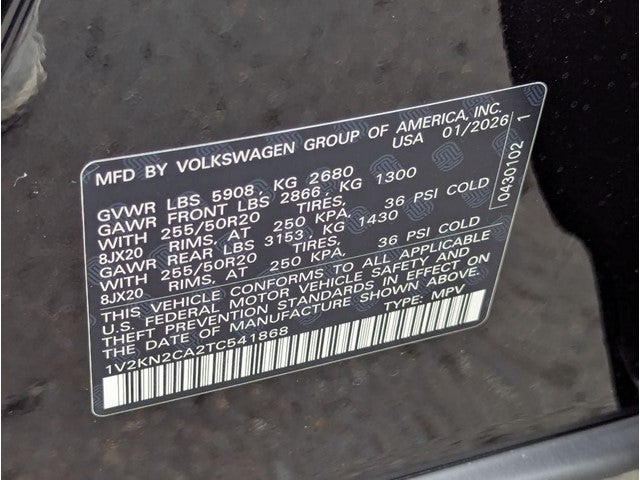 MFD BY VOLKSWAGEN GROUP OF AMERICA, INC.
USA 01/2026
GVWR LBS 5908, KG 2680
GAWR FRONT LBS 2866, KG 1300
WITH 255/50R20 TIRES,
8JX20 RIMS, AT 250 KPA, 36 PSI COLD
GAWR REAR LBS 3153, KG 1430
WITH 255/50R20 TIRES,
8JX20 RIMS, AT 250 KPA, 36 PSI COLD
THIS VEHICLE CONFORMS TO ALL APPLICABLE
U.S. FEDERAL MOTOR VEHICLE SAFETY AND
THEFT PREVENTION STANDARDS IN EFFECT ON
THE DATE OF MANUFACTURE SHOWN ABOVE.
1V2KN2CA2TC541868 TYPE: MPV
0430102 1